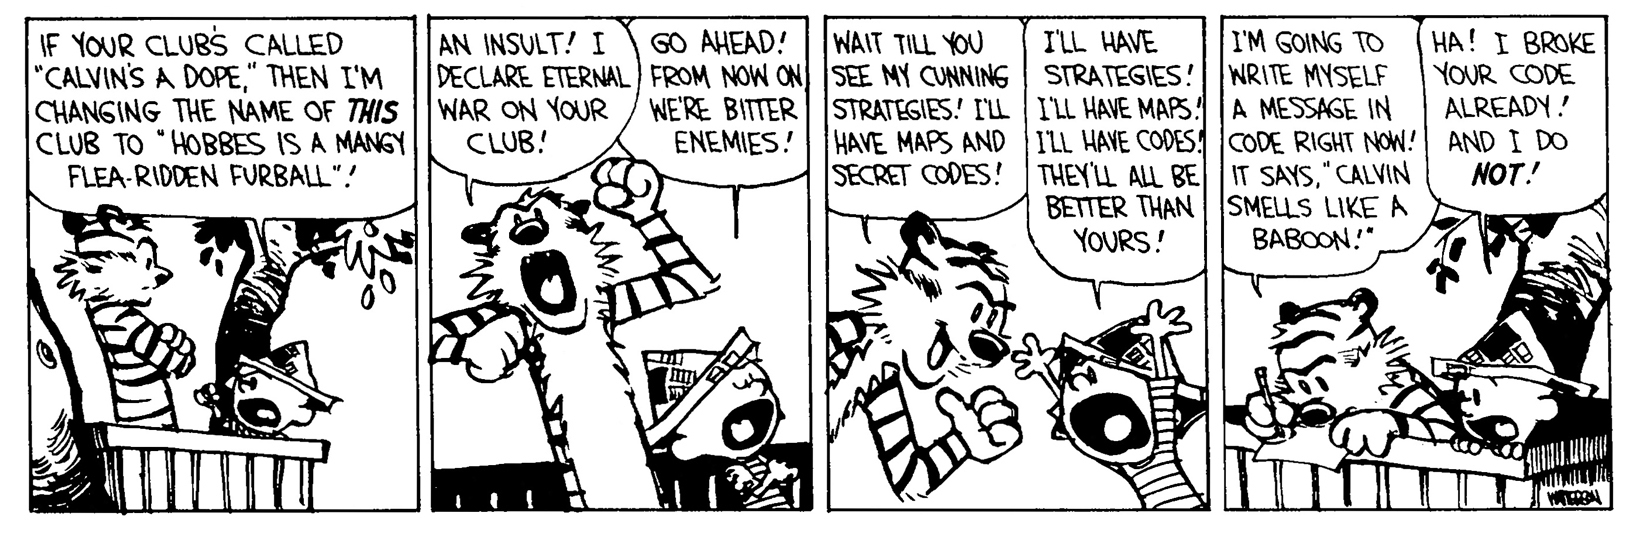 IF YOUR CLUB'S CALLED
"CALVIN'S A DOPE," THEN I'M
CHANGING THE NAME OF THIS
CLUB TO "HOBBES IS A MANGY
FLEA-RIDDEN FURBALL"!
AN INSULT! I
DECLARE ETERNAL
WAR ON YOUR
CLUB!
GO AHEAD!
FROM NOW ON
WE'RE BITTER
ENEMIES!
WAIT TILL YOU
SEE MY CUNNING
STRATEGIES! I'LL
HAVE MAPS AND
SECRET CODES!
I'LL HAVE
STRATEGIES!
I'LL HAVE MAPS!
I'LL HAVE CODES!
THEY'LL ALL BE
BETTER THAN
YOURS!
I'M GOING TO
WRITE MYSELF
A MESSAGE IN
CODE RIGHT NOW!
IT SAYS, "CALVIN
SMELLS LIKE A
BABOON!"
HA! I BROKE
YOUR CODE
ALREADY!
AND I DO
NOT!
WATTERSON